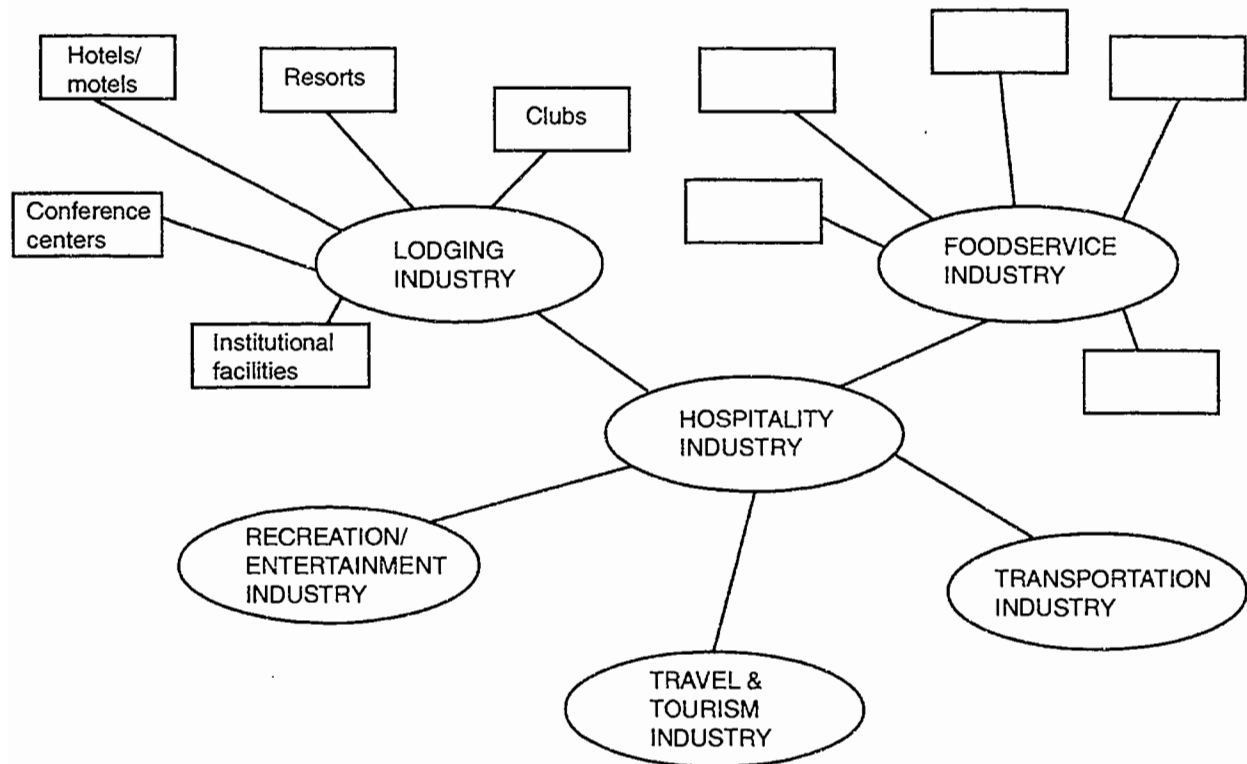 Hotels/
motels
Resorts
Clubs
Conference
centers
LODGING
INDUSTRY
FOODSERVICE
INDUSTRY
Institutional
facilities
HOSPITALITY
INDUSTRY
RECREATION/
ENTERTAINMENT
INDUSTRY
TRANSPORTATION
INDUSTRY
TRAVEL &
TOURISM
INDUSTRY